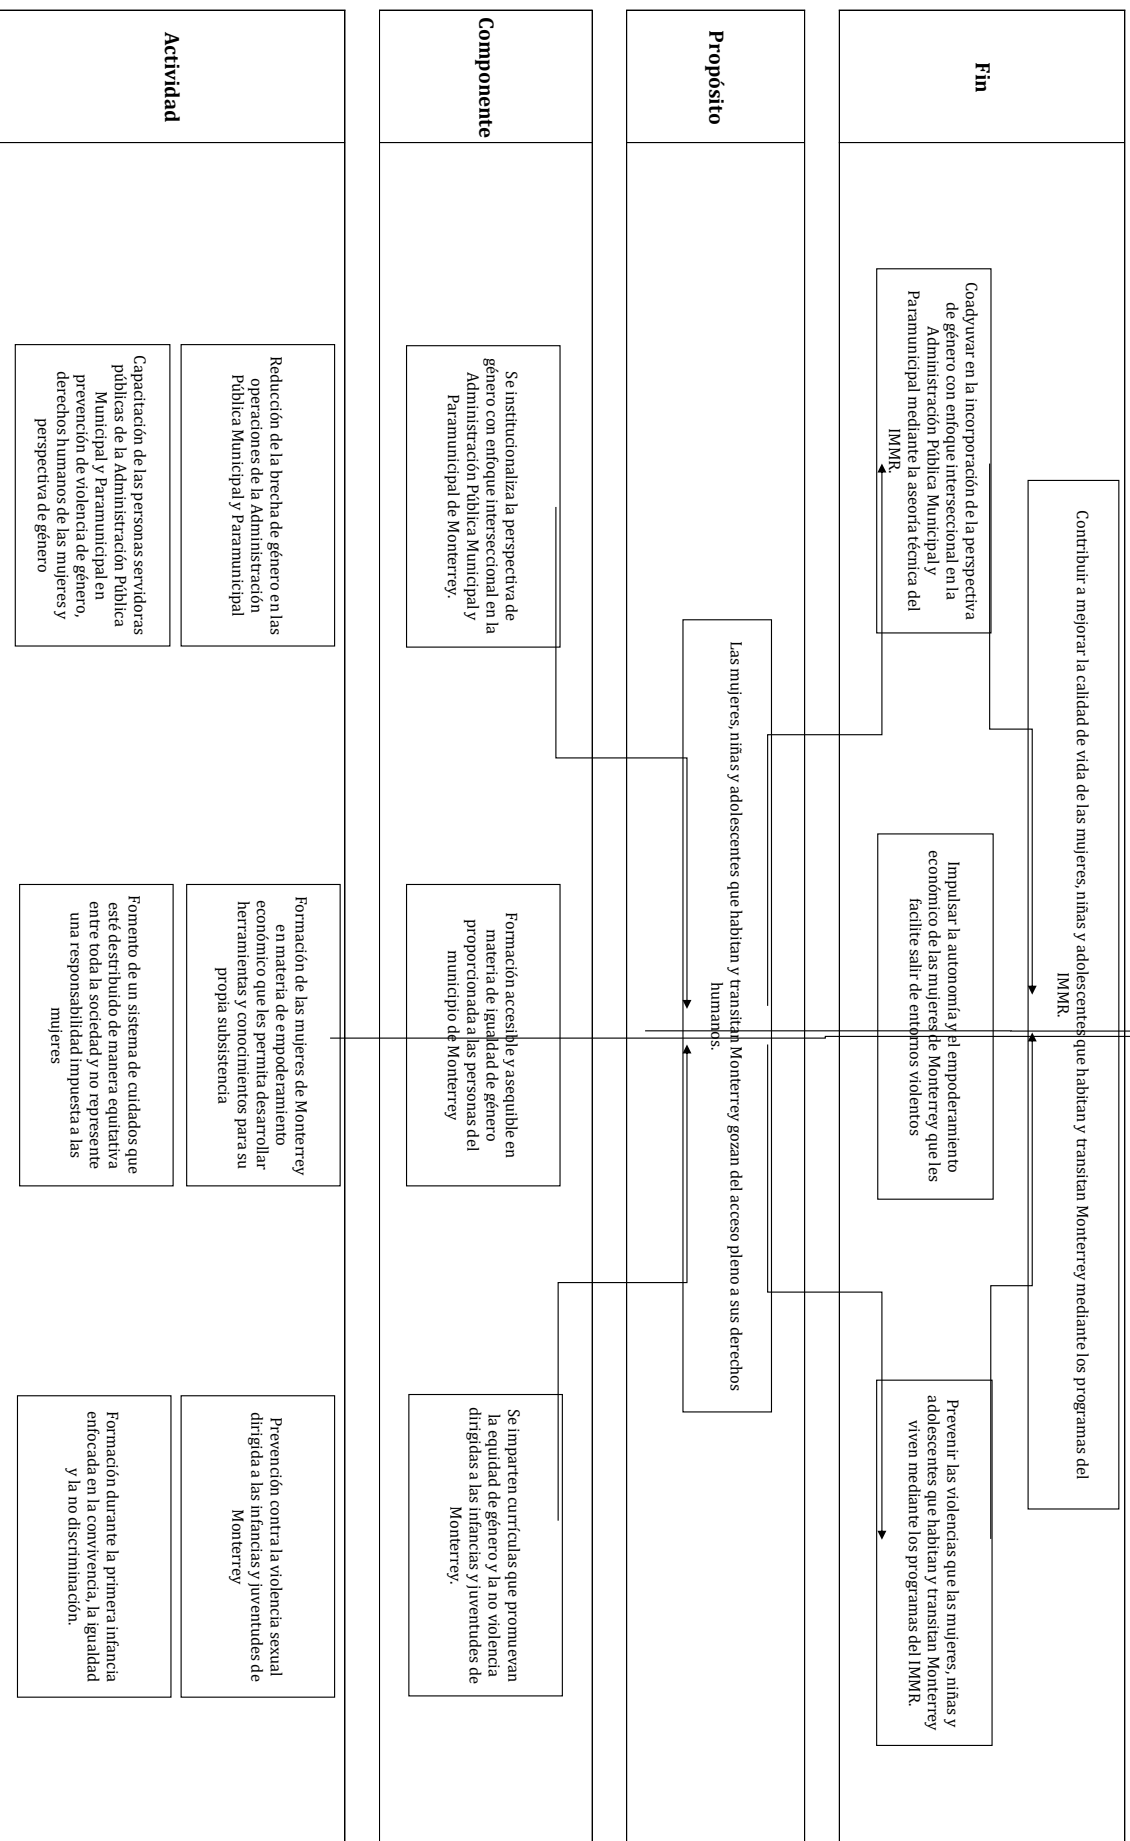 Fin
Contribuir a mejorar la calidad de vida de las mujeres, niñas y adolescentes que habitan y transitan Monterrey mediante los programas del
IMMR.
Coadyuvar en la incorporación de la perspectiva
de género con enfoque interseccional en la
Administración Pública Municipal y
Paramunicipal mediante la aseoría técnica del
IMMR.
Impulsar la autonomía y el empoderamiento
económico de las mujeres de Monterrey que les
facilite salir de entornos violentos
Prevenir las violencias que las mujeres, niñas y
adolescentes que habitan y transitan Monterrey
viven mediante los programas del IMMR.
Propósito
Las mujeres, niñas y adolescentes que habitan y transitan Monterrey gozan del acceso pleno a sus derechos
humanos.
Componente
Se institucionaliza la perspectiva de
género con enfoque interseccional en la
Administración Pública Municipal y
Paramunicipal de Monterrey.
Formación accesible y asequible en
materia de igualdad de género
proporcionada a las personas del
municipio de Monterrey
Se imparten currículas que promuevan
la equidad de género y la no violencia
dirigidas a las infancias y juventudes de
Monterrey.
Actividad
Reducción de la brecha de género en las
operaciones de la Administración
Pública Municipal y Paramunicipal
Formación de las mujeres de Monterrey
en materia de empoderamiento
económico que les permita desarrollar
herramientas y conocimientos para su
propia subsistencia
Prevención contra la violencia sexual
dirigida a las infancias y juventudes de
Monterrey
Capacitación de las personas servidoras
públicas de la Administración Pública
Municipal y Paramunicipal en
prevención de violencia de género,
derechos humanos de las mujeres y
perspectiva de género
Fomento de un sistema de cuidados que
esté destribuido de manera equitativa
entre toda la sociedad y no represente
una responsabilidad impuesta a las
mujeres
Formación durante la primera infancia
enfocada en la convivencia, la igualdad
y la no discriminación.